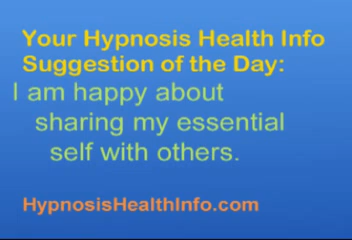 Your Hypnosis Health Info
Suggestion of the Day:
I am happy about
sharing my essential
self with others.
HypnosisHealthInfo.com